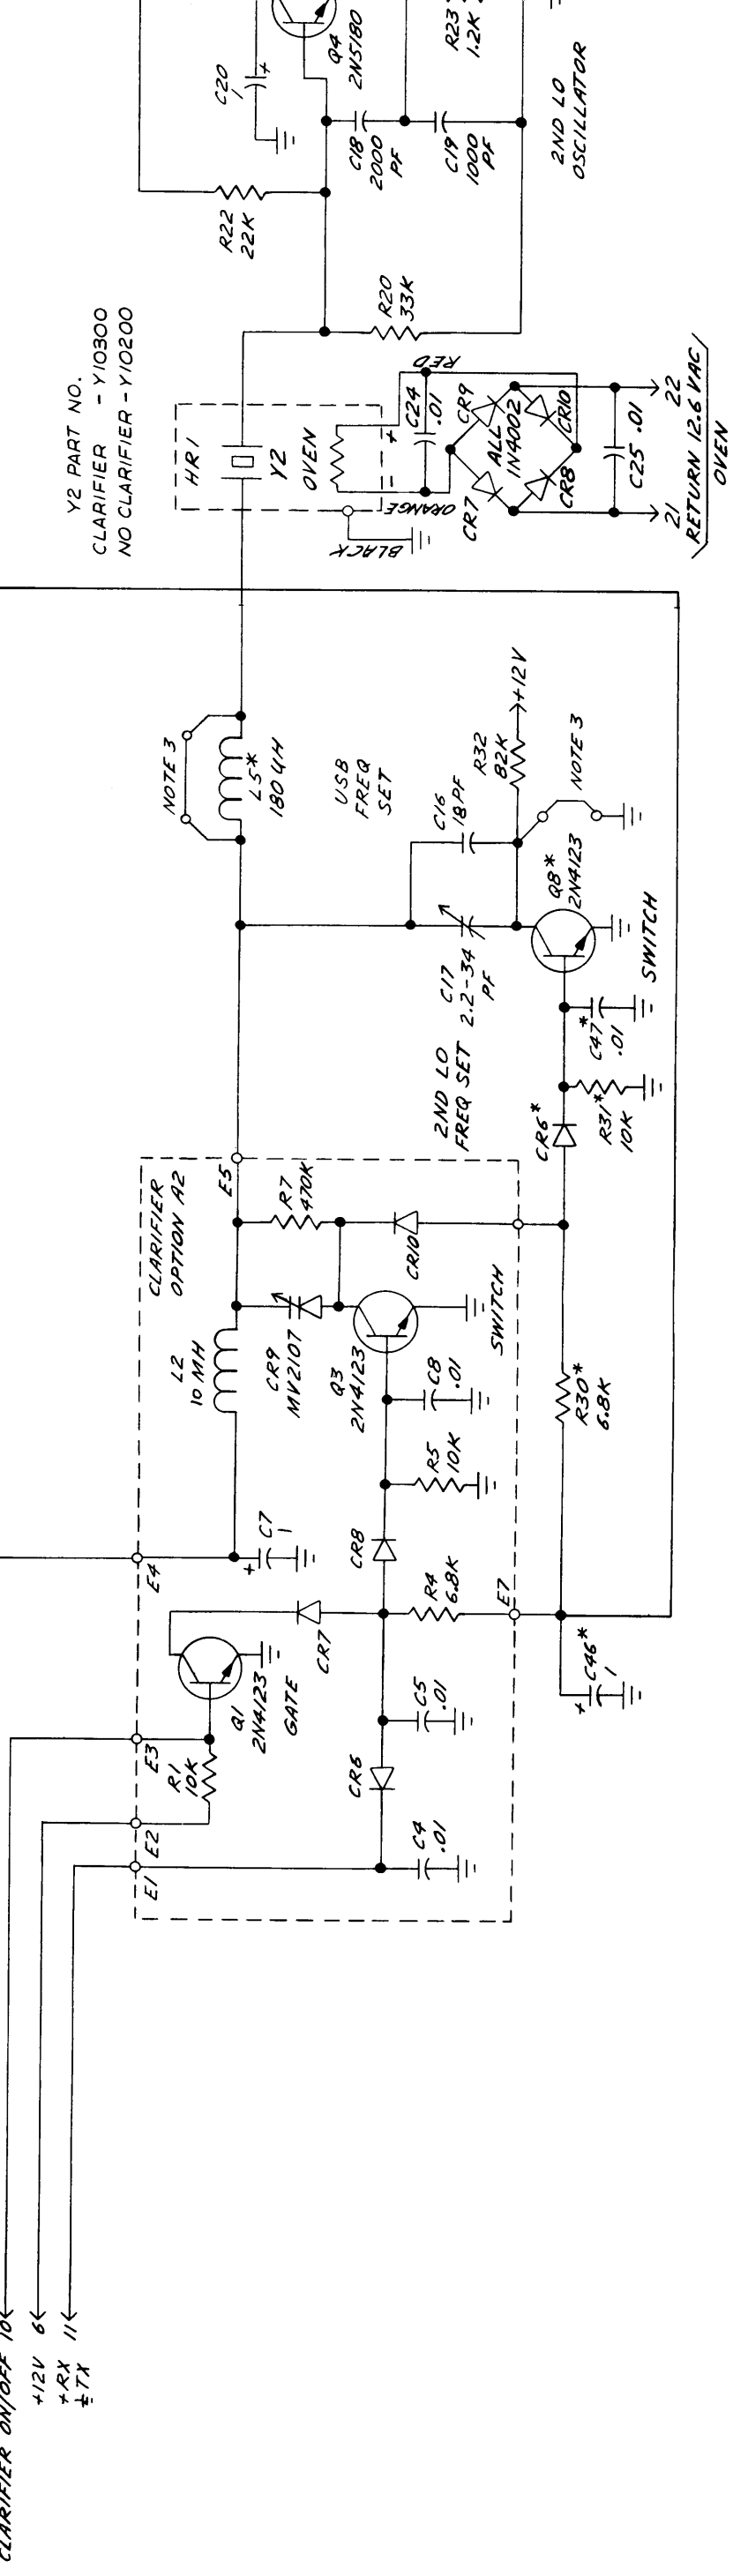 CLARIFIER ON/OFF 10
+12V 6
+RX 11
⏚TX
E1
E2
E3
E4
E5
E7
CLARIFIER
OPTION A2
R1
10K
Q1
2N4123
GATE
C4
.01
CR6
C5
.01
CR7
R4
6.8K
C7
1
+
L2
10 MH
CR8
R5
10K
C8
.01
Q3
2N4123
SWITCH
CR9
MV2107
R7
470K
CR10
C46*
1
+
R30*
6.8K
CR6*
R31*
10K
C47*
.01
Q8*
2N4123
SWITCH
2ND LO
FREQ SET
C17
2.2-34
PF
C16
18PF
USB
FREQ
SET
R32
82K
+12V
NOTE 3
NOTE 3
L5*
180 UH
Y2 PART NO.
CLARIFIER - Y10300
NO CLARIFIER - Y10200
HR1
Y2
OVEN
BLACK
ORANGE
RED
-
+
C24
.01
CR7
CR9
ALL
1N4002
CR8
CR10
C25 .01
21
22
RETURN 12.6 VAC
OVEN
R20
33K
R22
22K
C20
1
+
Q4
2N5180
C18
2000
PF
C19
1000
PF
R23
1.2K
2ND LO
OSCILLATOR